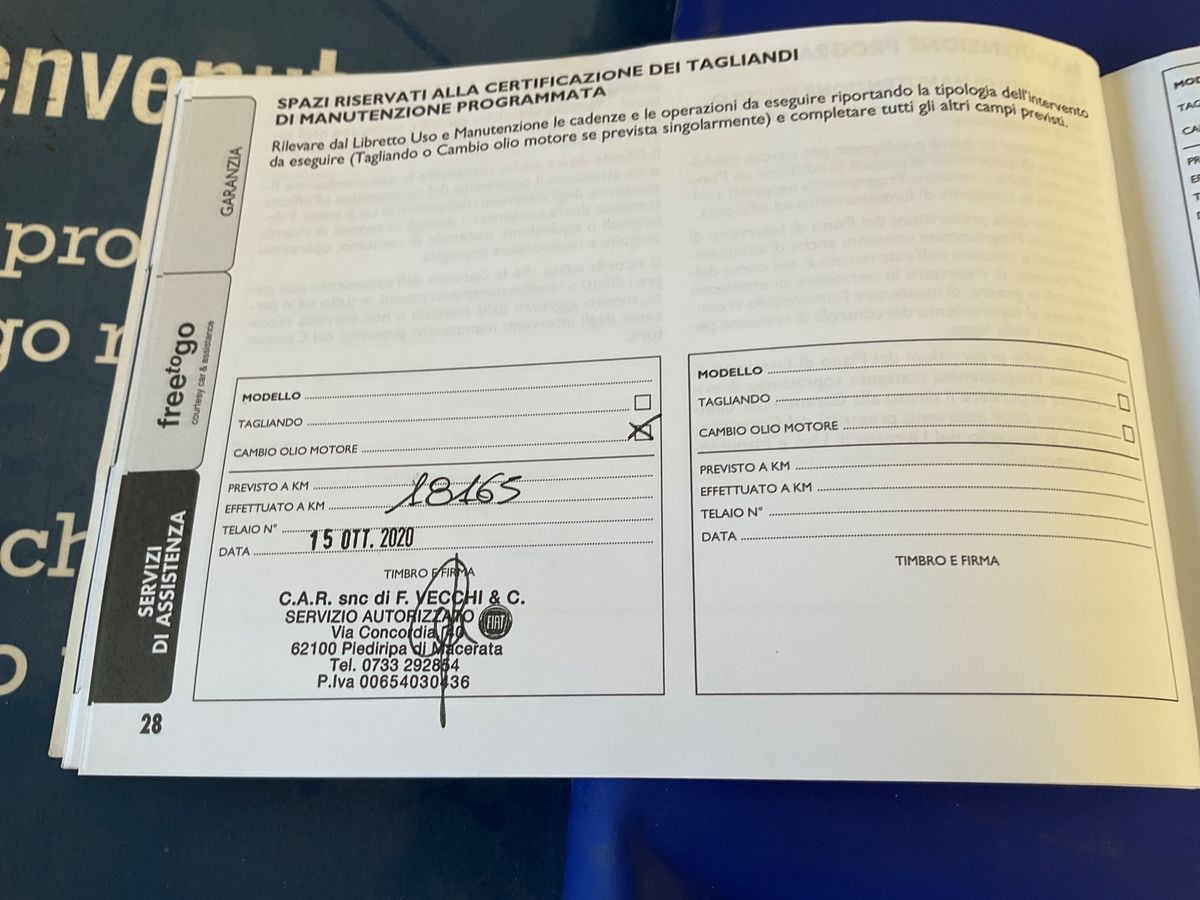 SPAZI RISERVATI ALLA CERTIFICAZIONE DEI TAGLIANDI
DI MANUTENZIONE PROGRAMMATA
Rilevare dal Libretto Uso e Manutenzione le cadenze e le operazioni da eseguire riportando la tipologia dell'intervento
da eseguire (Tagliando o Cambio olio motore se prevista singolarmente) e completare tutti gli altri campi previsti.
GARANZIA
freetogo
courtesy car & assistance
SERVIZI
DI ASSISTENZA
MODELLO
TAGLIANDO
CAMBIO OLIO MOTORE
PREVISTO A KM
EFFETTUATO A KM 18165
TELAIO N°
DATA 15 OTT. 2020
TIMBRO E FIRMA
C.A.R. snc di F. VECCHI & C.
SERVIZIO AUTORIZZATO FIAT
Via Concordia
62100 Piediripa di Macerata
Tel. 0733 292854
P.Iva 00654030436
MODELLO
TAGLIANDO
CAMBIO OLIO MOTORE
PREVISTO A KM
EFFETTUATO A KM
TELAIO N°
DATA
TIMBRO E FIRMA
28